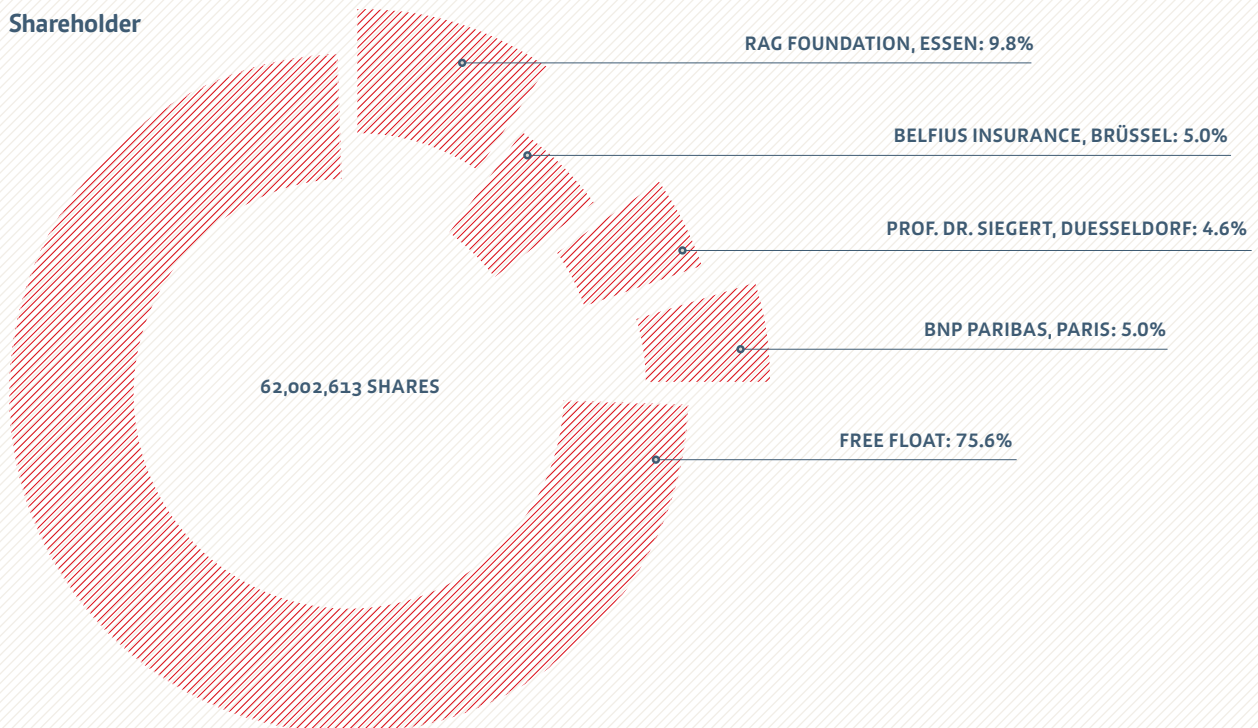 Shareholder
RAG FOUNDATION, ESSEN: 9.8%
BELFIUS INSURANCE, BRÜSSEL: 5.0%
PROF. DR. SIEGERT, DUESSELDORF: 4.6%
BNP PARIBAS, PARIS: 5.0%
62,002,613 SHARES
FREE FLOAT: 75.6%